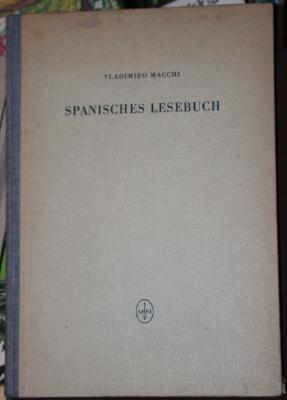 VLADIMIRO MACCHI
SPANISCHES LESEBUCH